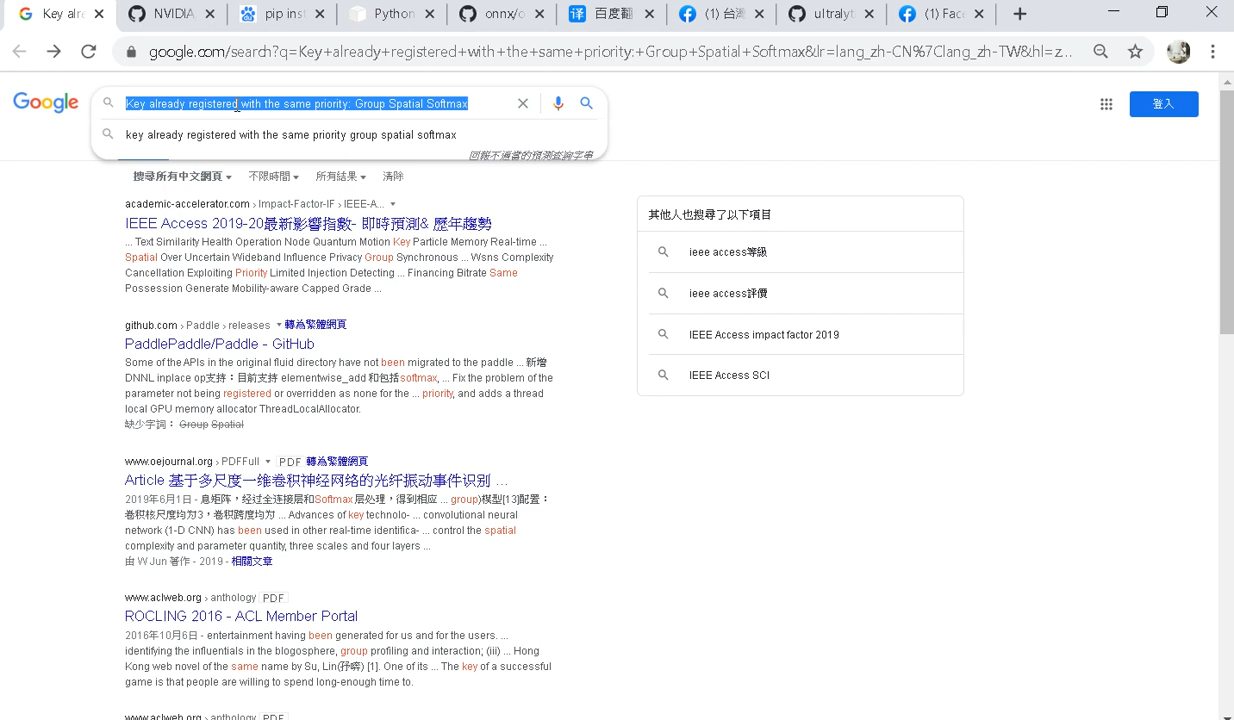 Key alr
NVIDIA
pip inst
Python
onnx/o
百度翻
(1) 台灣
ultralyt
(1) Face
google.com/search?q=Key+already+registered+with+the+same+priority:+Group+Spatial+Softmax&lr=lang_zh-CN%7Clang_zh-TW&hl=z...
Google
Key already registered with the same priority: Group Spatial Softmax
登入
key already registered with the same priority group spatial softmax
回報不適當的預測查詢字串
搜尋所有中文網頁
不限時間
所有結果
清除
academic-accelerator.com › Impact-Factor-IF › IEEE-A...
IEEE Access 2019-20最新影響指數- 即時預測& 歷年趨勢
... Text Similarity Health Operation Node Quantum Motion Key Particle Memory Real-time ...
Spatial Over Uncertain Wideband Influence Privacy Group Synchronous ... Wsns Complexity
Cancellation Exploiting Priority Limited Injection Detecting ... Financing Bitrate Same
Possession Generate Mobility-aware Capped Grade ...
github.com › Paddle › releases 轉為繁體網頁
PaddlePaddle/Paddle - GitHub
Some of the APIs in the original fluid directory have not been migrated to the paddle ... 新增
DNNL inplace op支持：目前支持 elementwise_add 和包括softmax, ... Fix the problem of the
parameter not being registered or overridden as none for the ... priority, and adds a thread
local GPU memory allocator ThreadLocalAllocator.
缺少字詞： Group Spatial
www.oejournal.org › PDFFull PDF 轉為繁體網頁
Article 基于多尺度一维卷积神经网络的光纤振动事件识别 ...
2019年6月1日 - 息矩阵，经过全连接层和Softmax 层处理，得到相应 ... group)模型[13]配置：
卷积核尺度均为3，卷积跨度均为 ... Advances of key technolo- ... convolutional neural
network (1-D CNN) has been used in other real-time identifica- ... control the spatial
complexity and parameter quantity, three scales and four layers ...
由 W Jun 著作 - 2019 - 相關文章
www.aclweb.org › anthology PDF
ROCLING 2016 - ACL Member Portal
2016年10月6日 - entertainment having been generated for us and for the users. ...
identifying the influentials in the blogosphere, group profiling and interaction; (iii) ... Hong
Kong web novel of the same name by Su, Lin(孖嘜) [1]. One of its ... The key of a successful
game is that people are willing to spend long-enough time to.
www.aclweb.org › anthology PDF
其他人也搜尋了以下項目
ieee access等級
ieee access評價
IEEE Access impact factor 2019
IEEE Access SCI